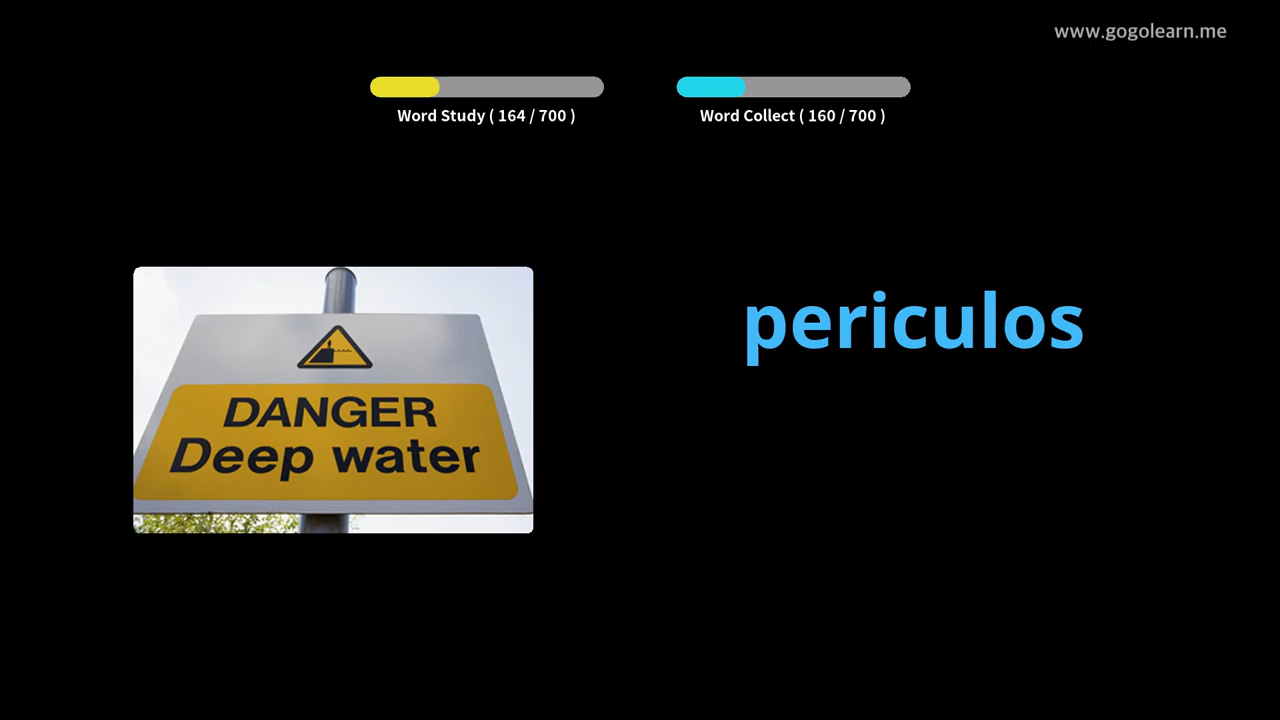 www.gogolearn.me
Word Study ( 164 / 700 )
Word Collect ( 160 / 700 )
periculos
DANGER
Deep water